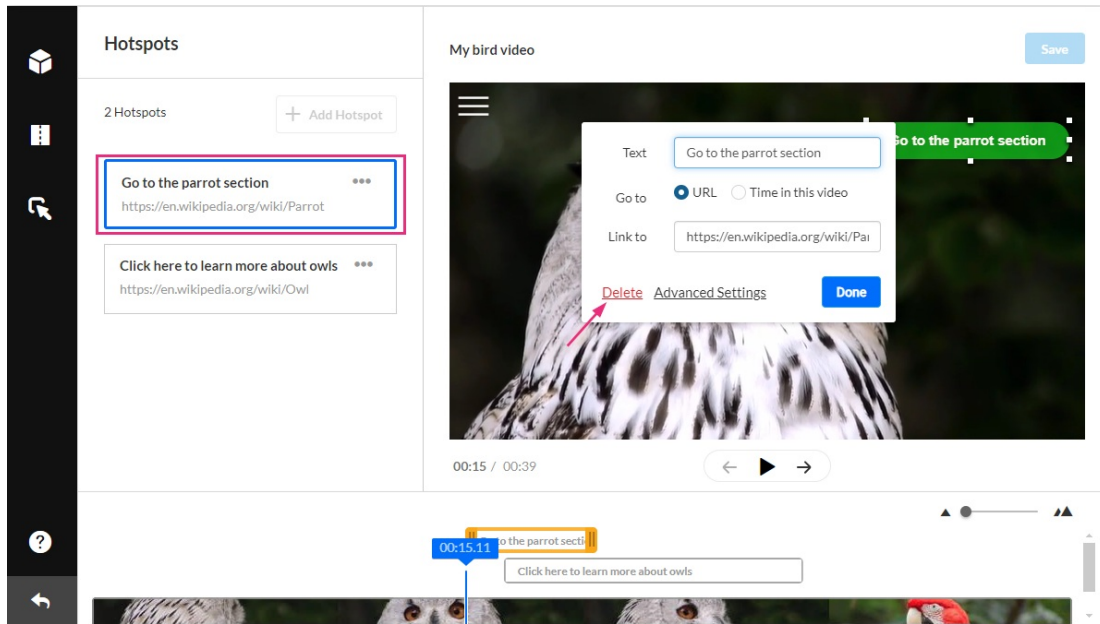 Hotspots
My bird video
Save
2 Hotspots
+ Add Hotspot
Go to the parrot section
https://en.wikipedia.org/wiki/Parrot
Click here to learn more about owls
https://en.wikipedia.org/wiki/Owl
Go to the parrot section
Text
Go to the parrot section
Go to
URL
Time in this video
Link to
https://en.wikipedia.org/wiki/Pa
Delete
Advanced Settings
Done
00:15 / 00:39
?
to the parrot secti
00:15.11
Click here to learn more about owls